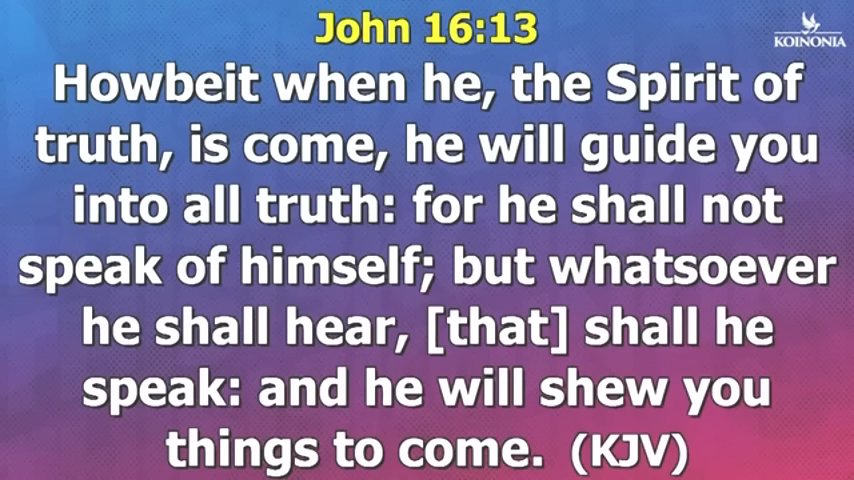 John 16:13
KOINONIA
Howbeit when he, the Spirit of
truth, is come, he will guide you
into all truth: for he shall not
speak of himself; but whatsoever
he shall hear, [that] shall he
speak: and he will shew you
things to come. (KJV)